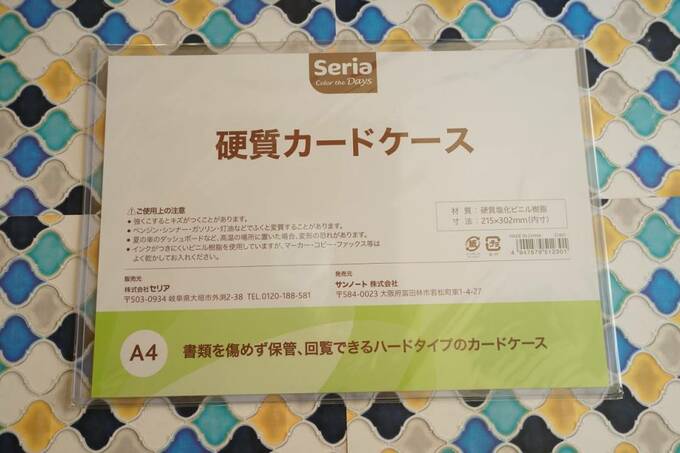 Seria
Color the Days
硬質カードケース
ご使用上の注意
● 強くこするとキズがつくことがあります。
● ベンジン・シンナー・ガソリン・灯油などでふくと変質することがあります。
● 夏の車のダッシュボードなど、高温の場所に置いた場合、変形の恐れがあります。
● インクがつきにくいビニル樹脂を使用していますが、マーカー・コピー・ファックス等は
よく乾かしてお入れください。
材 質：硬質塩化ビニル樹脂
寸 法：215×302mm(内寸)
MADE IN CHINA
販売元
株式会社セリア
〒503-0934 岐阜県大垣市外渕2-38 TEL.0120-188-581
発売元
サンノート 株式会社
〒584-0023 大阪府富田林市若松町東1-4-27
A4
書類を傷めず保管、回覧できるハードタイプのカードケース